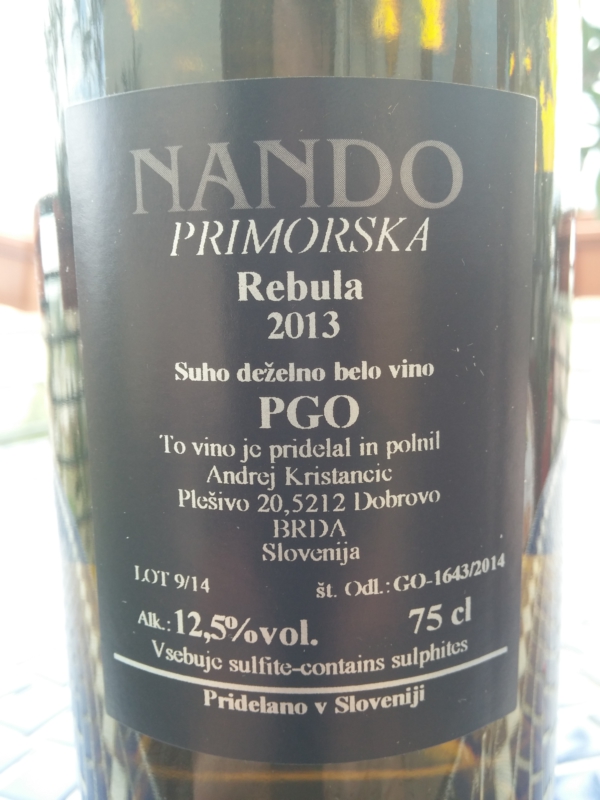 NANDO
PRIMORSKA
Rebula
2013
Suho deželno belo vino
PGO
To vino je pridelal in polnil
Andrej Kristancic
Plešivo 20,5212 Dobrovo
BRDA
Slovenija
LOT 9/14 št. Odl.: GO-1643/2014
Alk.: 12,5%vol. 75 cl
Vsebuje sulfite-contains sulphites
Pridelano v Sloveniji